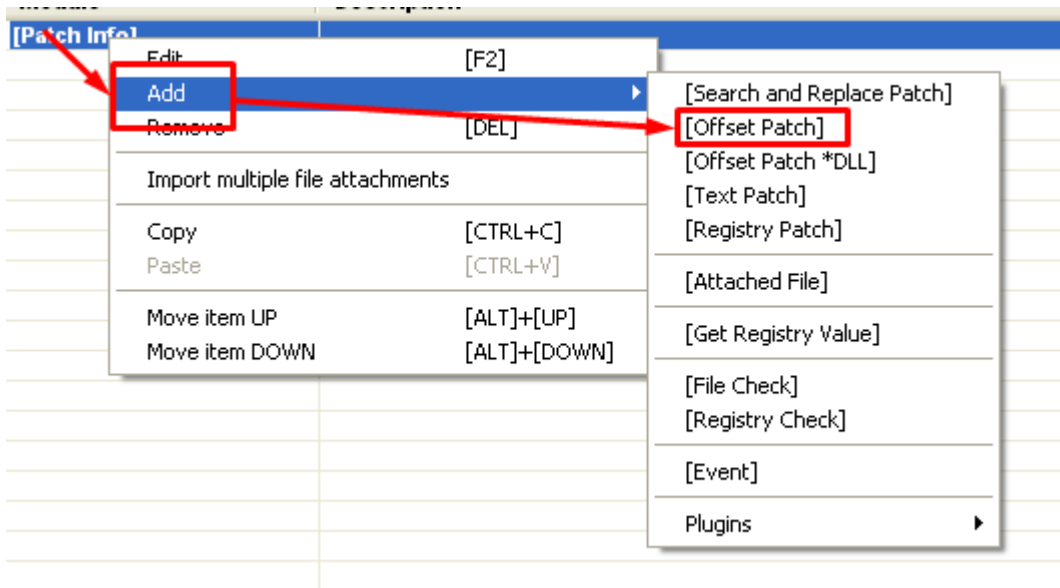 [Patch Info]
Edit [F2]
Add
Remove [DEL]
Import multiple file attachments
Copy [CTRL+C]
Paste [CTRL+V]
Move item UP [ALT]+[UP]
Move item DOWN [ALT]+[DOWN]
[Search and Replace Patch]
[Offset Patch]
[Offset Patch *DLL]
[Text Patch]
[Registry Patch]
[Attached File]
[Get Registry Value]
[File Check]
[Registry Check]
[Event]
Plugins